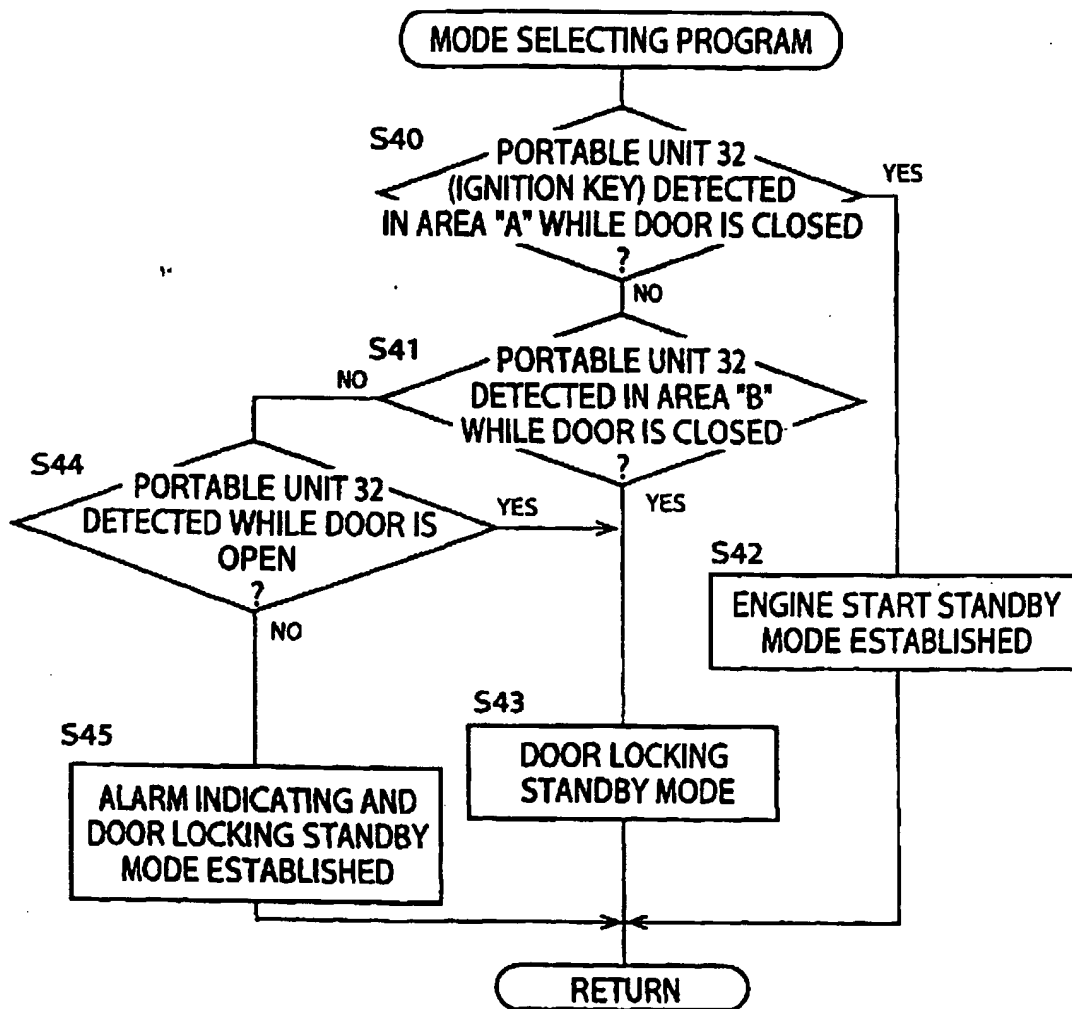 MODE SELECTING PROGRAM
S40
PORTABLE UNIT 32
(IGNITION KEY) DETECTED
IN AREA "A" WHILE DOOR IS CLOSED
?
YES
NO
S41
PORTABLE UNIT 32
DETECTED IN AREA "B"
WHILE DOOR IS CLOSED
?
NO
YES
S44
PORTABLE UNIT 32
DETECTED WHILE DOOR IS
OPEN
?
YES
NO
S42
ENGINE START STANDBY
MODE ESTABLISHED
S43
DOOR LOCKING
STANDBY MODE
S45
ALARM INDICATING AND
DOOR LOCKING STANDBY
MODE ESTABLISHED
RETURN